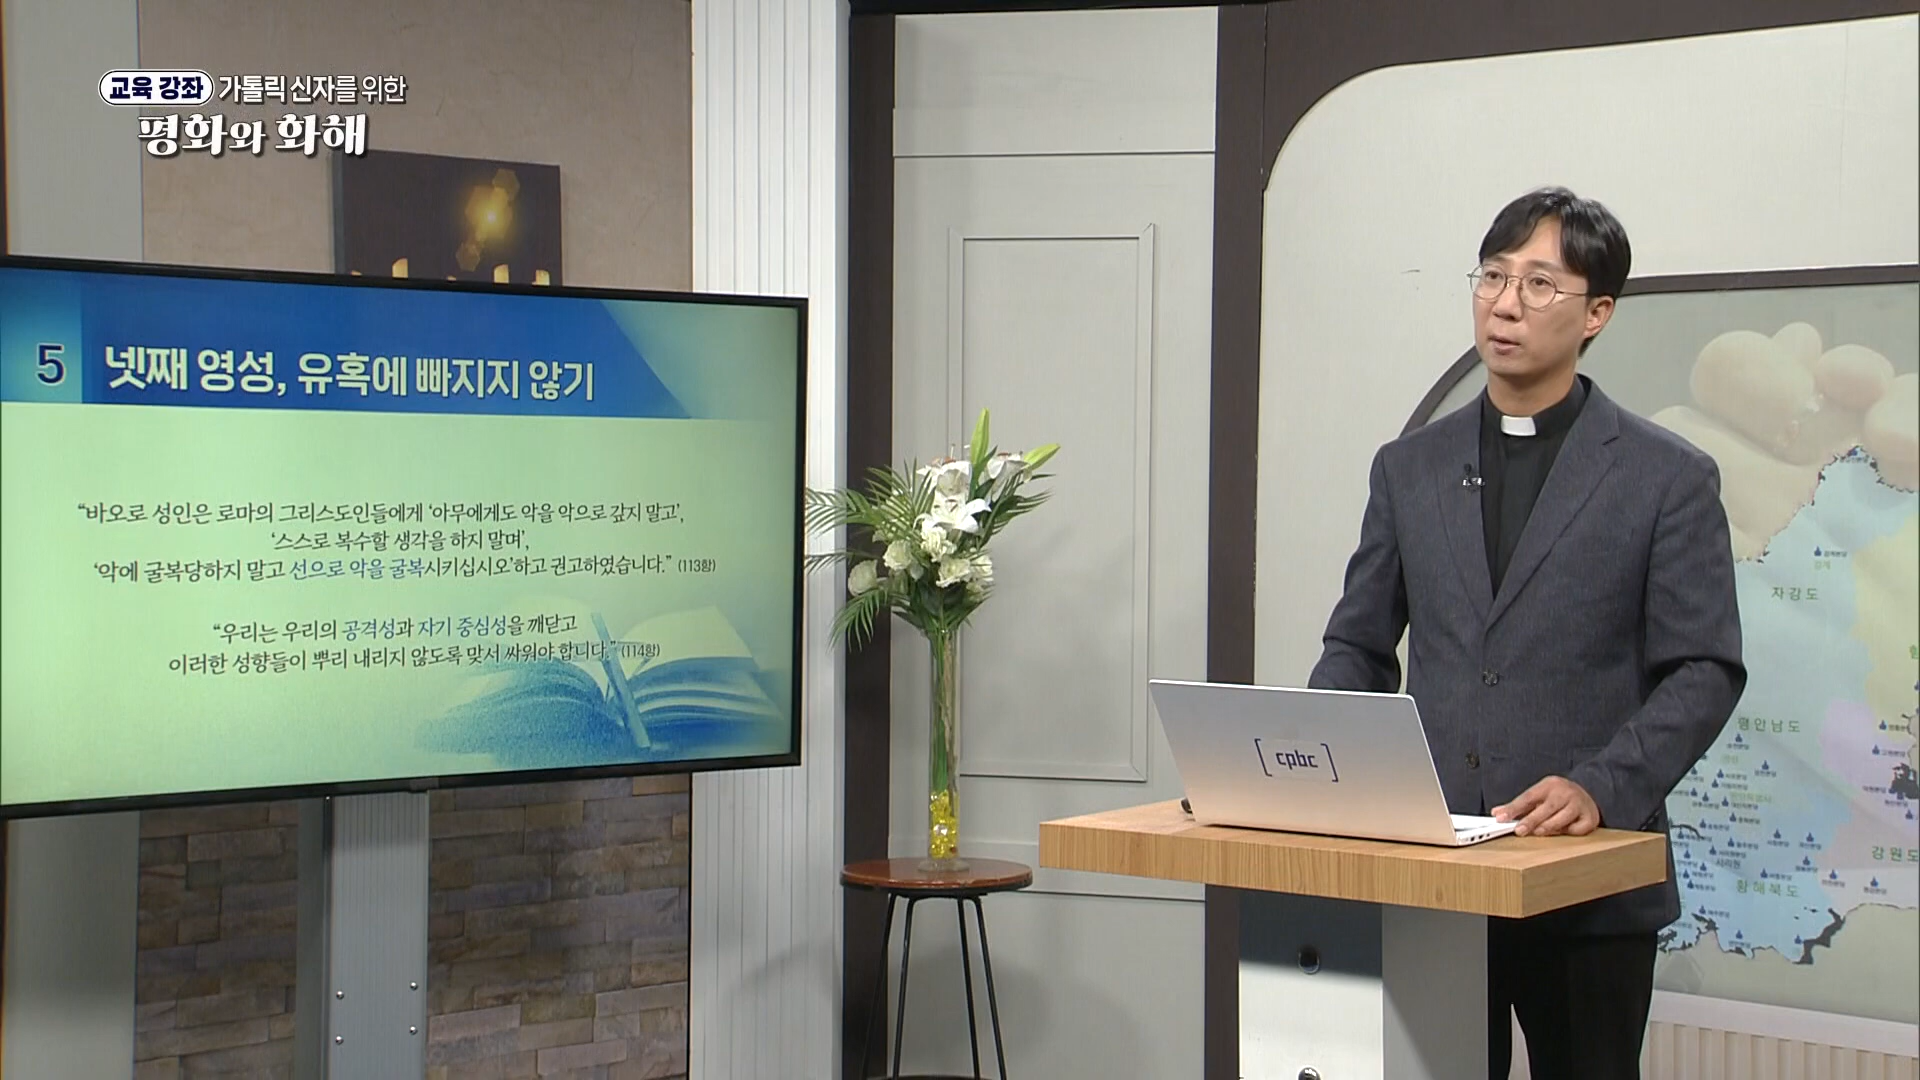 교육 강좌 가톨릭 신자를 위한
평화와 화해
5 넷째 영성, 유혹에 빠지지 않기
“바오로 성인은 로마의 그리스도인들에게 ‘아무에게도 악을 악으로 갚지 말고’,
‘스스로 복수할 생각을 하지 말며’,
‘악에 굴복당하지 말고 선으로 악을 굴복시키십시오’하고 권고하였습니다.” (113항)
“우리는 우리의 공격성과 자기 중심성을 깨닫고
이러한 성향들이 뿌리 내리지 않도록 맞서 싸워야 합니다.” (114항)
[cpbc]
자강도
평안남도
강원도
황해북도